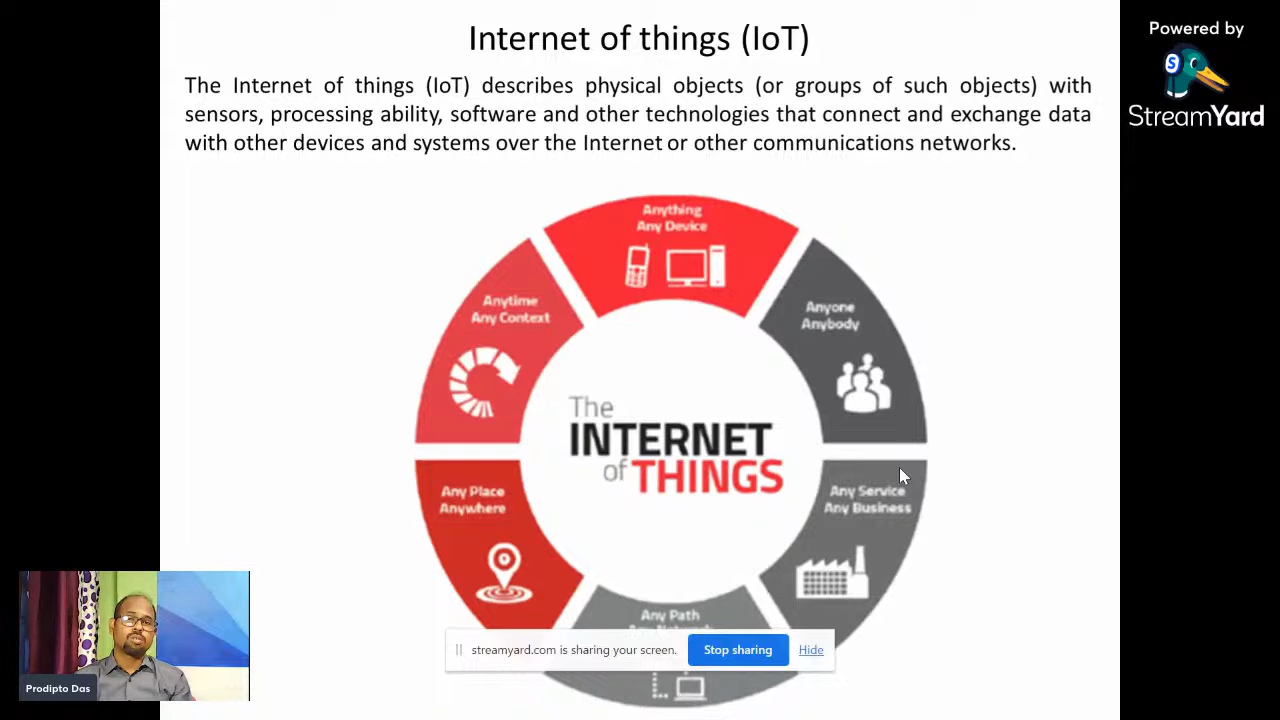 Internet of things (IoT)
The Internet of things (IoT) describes physical objects (or groups of such objects) with
sensors, processing ability, software and other technologies that connect and exchange data
with other devices and systems over the Internet or other communications networks.
Powered by
S
StreamYard
Anything
Any Device
Anytime
Any Context
Anyone
Anybody
The
INTERNET
of THINGS
Any Place
Anywhere
Any Service
Any Business
Any Path
streamyard.com is sharing your screen.
Stop sharing
Hide
Prodipto Das